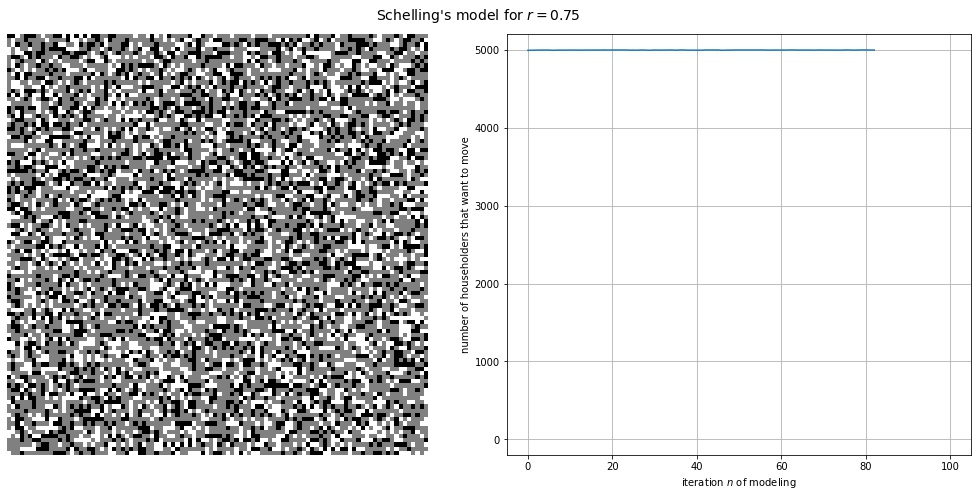 Schelling's model for r = 0.75
number of householders that want to move
5000
4000
3000
2000
1000
0
0 20 40 60 80 100
iteration n of modeling